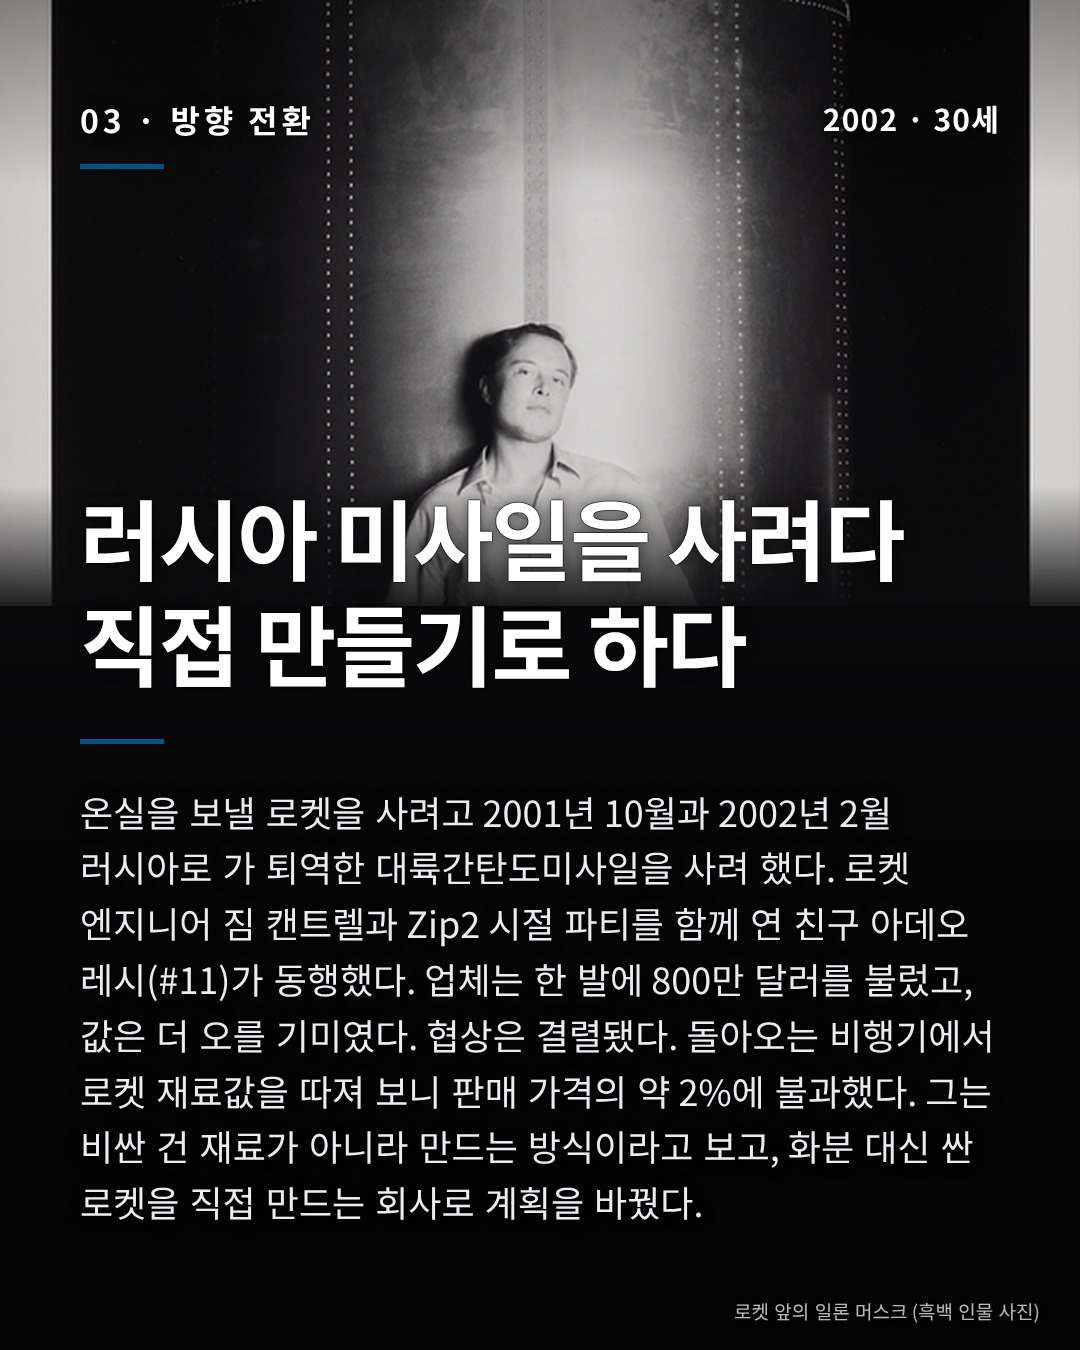 03 · 방향 전환
2002 · 30세
러시아 미사일을 사려다
직접 만들기로 하다
온실을 보낼 로켓을 사려고 2001년 10월과 2002년 2월
러시아로 가 퇴역한 대륙간탄도미사일을 사려 했다. 로켓
엔지니어 짐 캔트렐과 Zip2 시절 파티를 함께 연 친구 아데오
레시(#11)가 동행했다. 업체는 한 발에 800만 달러를 불렀고,
값은 더 오를 기미였다. 협상은 결렬됐다. 돌아오는 비행기에서
로켓 재료값을 따져 보니 판매 가격의 약 2%에 불과했다. 그는
비싼 건 재료가 아니라 만드는 방식이라고 보고, 화분 대신 싼
로켓을 직접 만드는 회사로 계획을 바꿨다.
로켓 앞의 일론 머스크 (흑백 인물 사진)